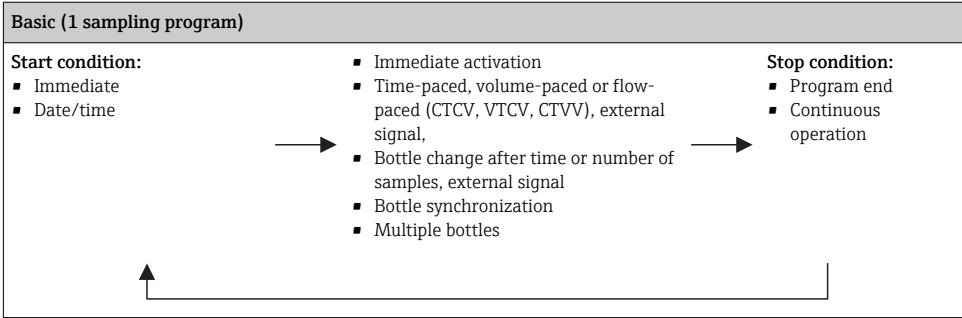 Basic (1 sampling program)
Start condition:
▪ Immediate
▪ Date/time
▪ Immediate activation
▪ Time-paced, volume-paced or flow-
paced (CTCV, VTCV, CTVV), external
signal,
▪ Bottle change after time or number of
samples, external signal
▪ Bottle synchronization
▪ Multiple bottles
Stop condition:
▪ Program end
▪ Continuous
operation